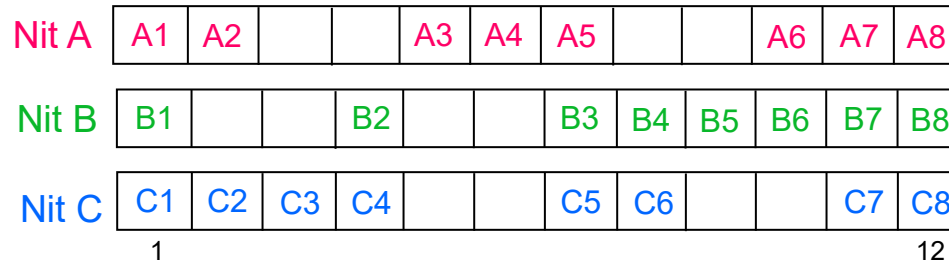 Nit A A1 A2 A3 A4 A5 A6 A7 A8
Nit B B1 B2 B3 B4 B5 B6 B7 B8
Nit C C1 C2 C3 C4 C5 C6 C7 C8
1 12